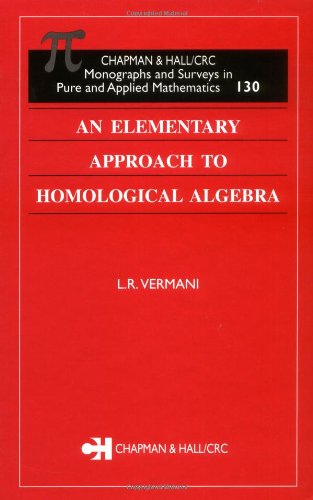 π
CHAPMAN & HALL/CRC
Monographs and Surveys in
Pure and Applied Mathematics 130
AN ELEMENTARY
APPROACH TO
HOMOLOGICAL ALGEBRA
L.R. VERMANI
CHAPMAN & HALL/CRC